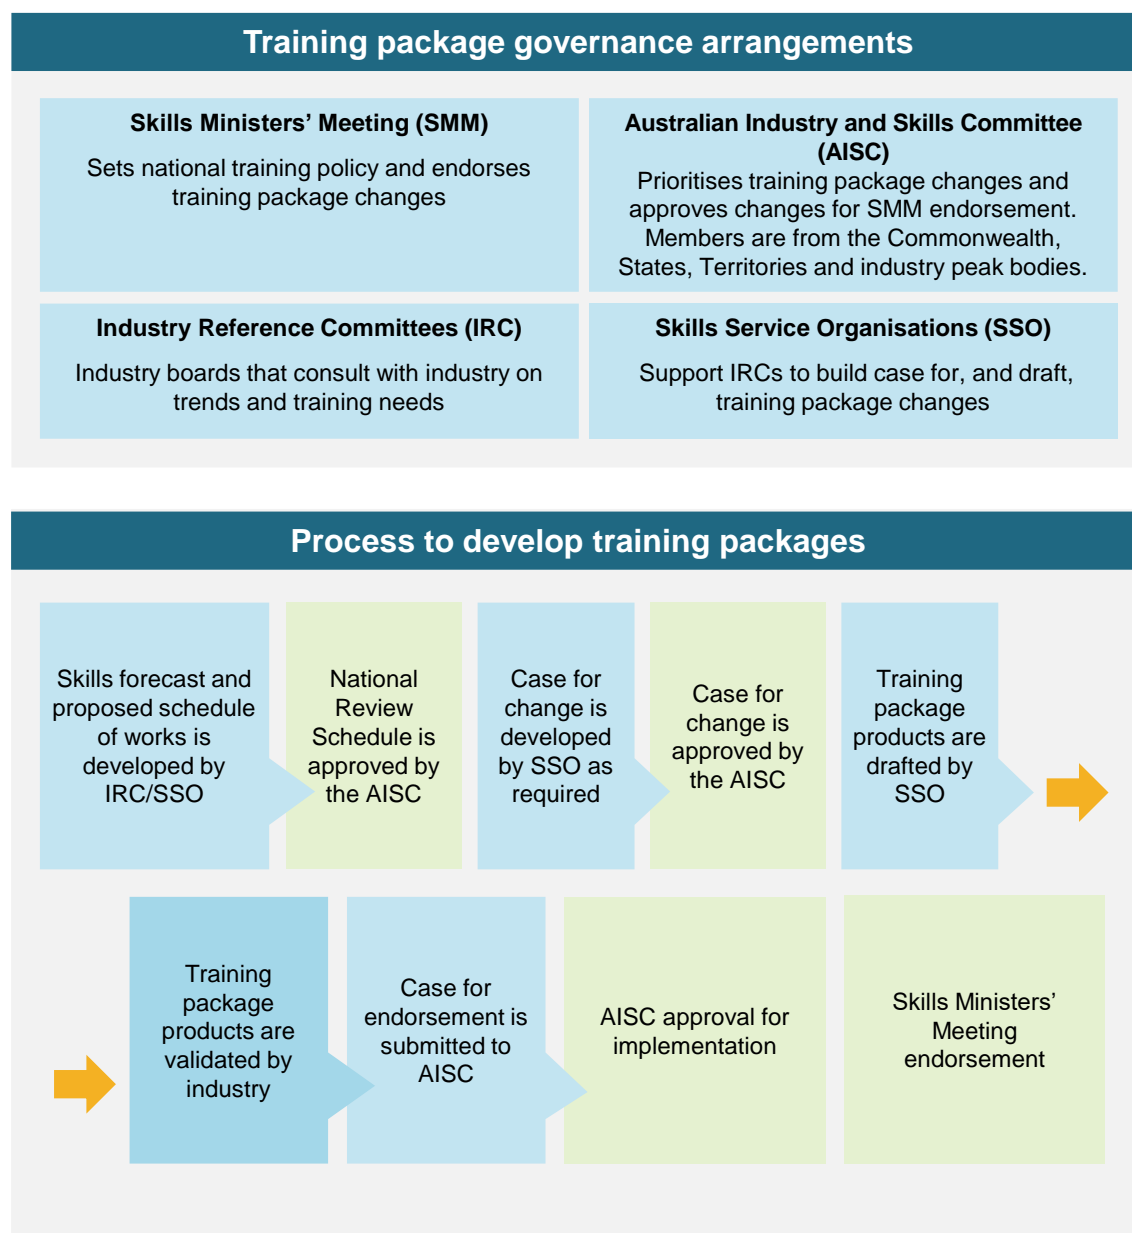 Training package governance arrangements
Skills Ministers’ Meeting (SMM)
Sets national training policy and endorses
training package changes
Australian Industry and Skills Committee
(AISC)
Prioritises training package changes and
approves changes for SMM endorsement.
Members are from the Commonwealth,
States, Territories and industry peak bodies.
Industry Reference Committees (IRC)
Industry boards that consult with industry on
trends and training needs
Skills Service Organisations (SSO)
Support IRCs to build case for, and draft,
training package changes
Process to develop training packages
Skills forecast and
proposed schedule
of works is
developed by
IRC/SSO
National
Review
Schedule is
approved by
the AISC
Case for
change is
developed
by SSO as
required
Case for
change is
approved by
the AISC
Training
package
products are
drafted by
SSO
Training
package
products are
validated by
industry
Case for
endorsement is
submitted to
AISC
AISC approval for
implementation
Skills Ministers’
Meeting
endorsement